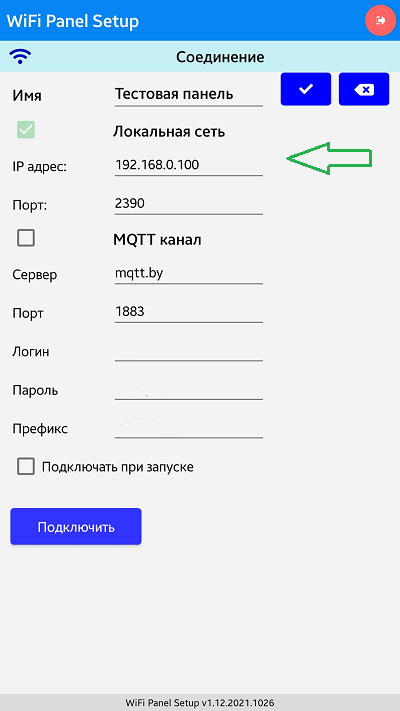 WiFi Panel Setup
Соединение
Имя Тестовая панель
Локальная сеть
IP адрес: 192.168.0.100
Порт: 2390
MQTT канал
Сервер mqtt.by
Порт 1883
Логин
Пароль
Префикс
Подключать при запуске
Подключить
WiFi Panel Setup v1.12.2021.1026